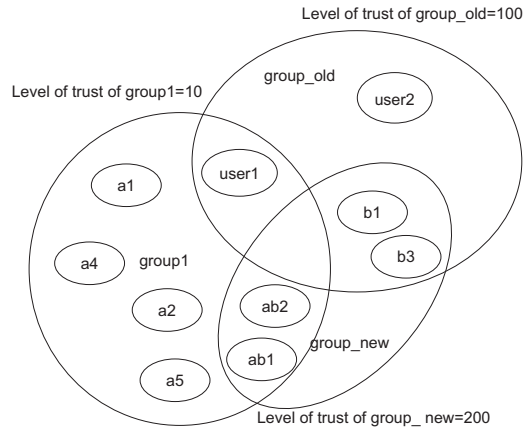 Level of trust of group_old=100
group_old
Level of trust of group1=10
user2
user1
a1
b1
b3
a4
group1
a2
ab2
group_new
ab1
a5
Level of trust of group_ new=200